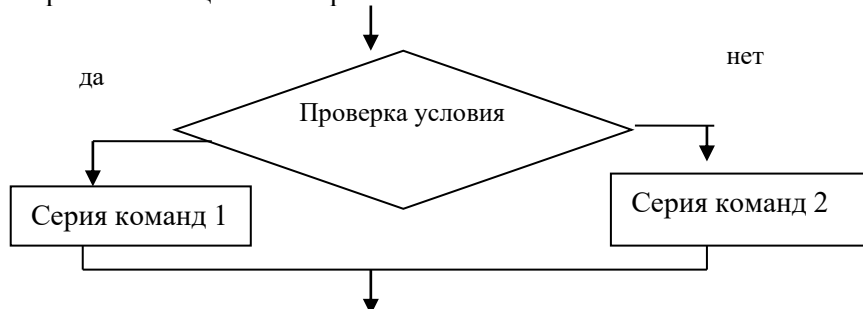 да
нет
Проверка условия
Серия команд 1
Серия команд 2